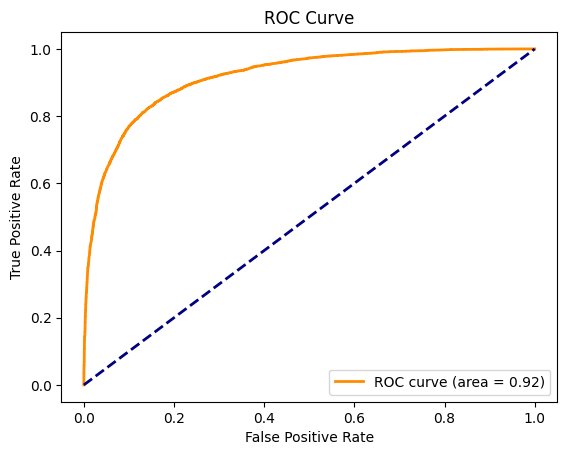 ROC Curve
1.0
0.8
0.6
0.4
0.2
0.0
True Positive Rate
ROC curve (area = 0.92)
0.0 0.2 0.4 0.6 0.8 1.0
False Positive Rate